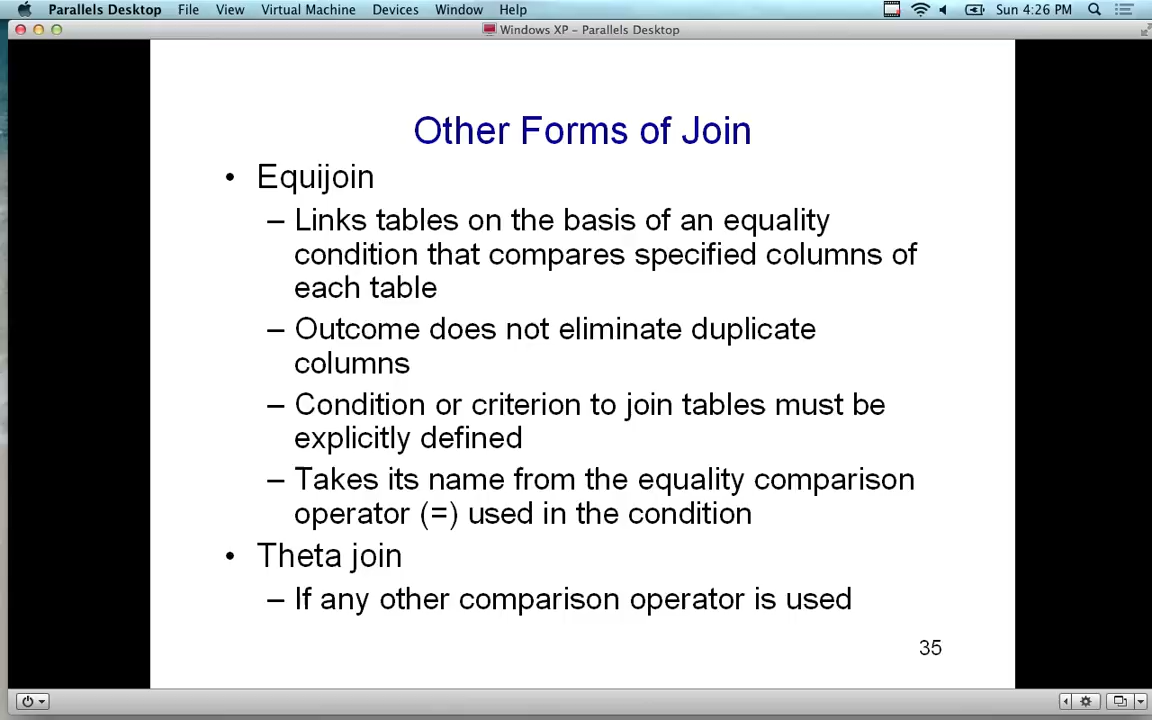 Parallels Desktop File View Virtual Machine Devices Window Help Sun 4:26 PM
Windows XP – Parallels Desktop
Other Forms of Join
• Equijoin
– Links tables on the basis of an equality
condition that compares specified columns of
each table
– Outcome does not eliminate duplicate
columns
– Condition or criterion to join tables must be
explicitly defined
– Takes its name from the equality comparison
operator (=) used in the condition
• Theta join
– If any other comparison operator is used
35